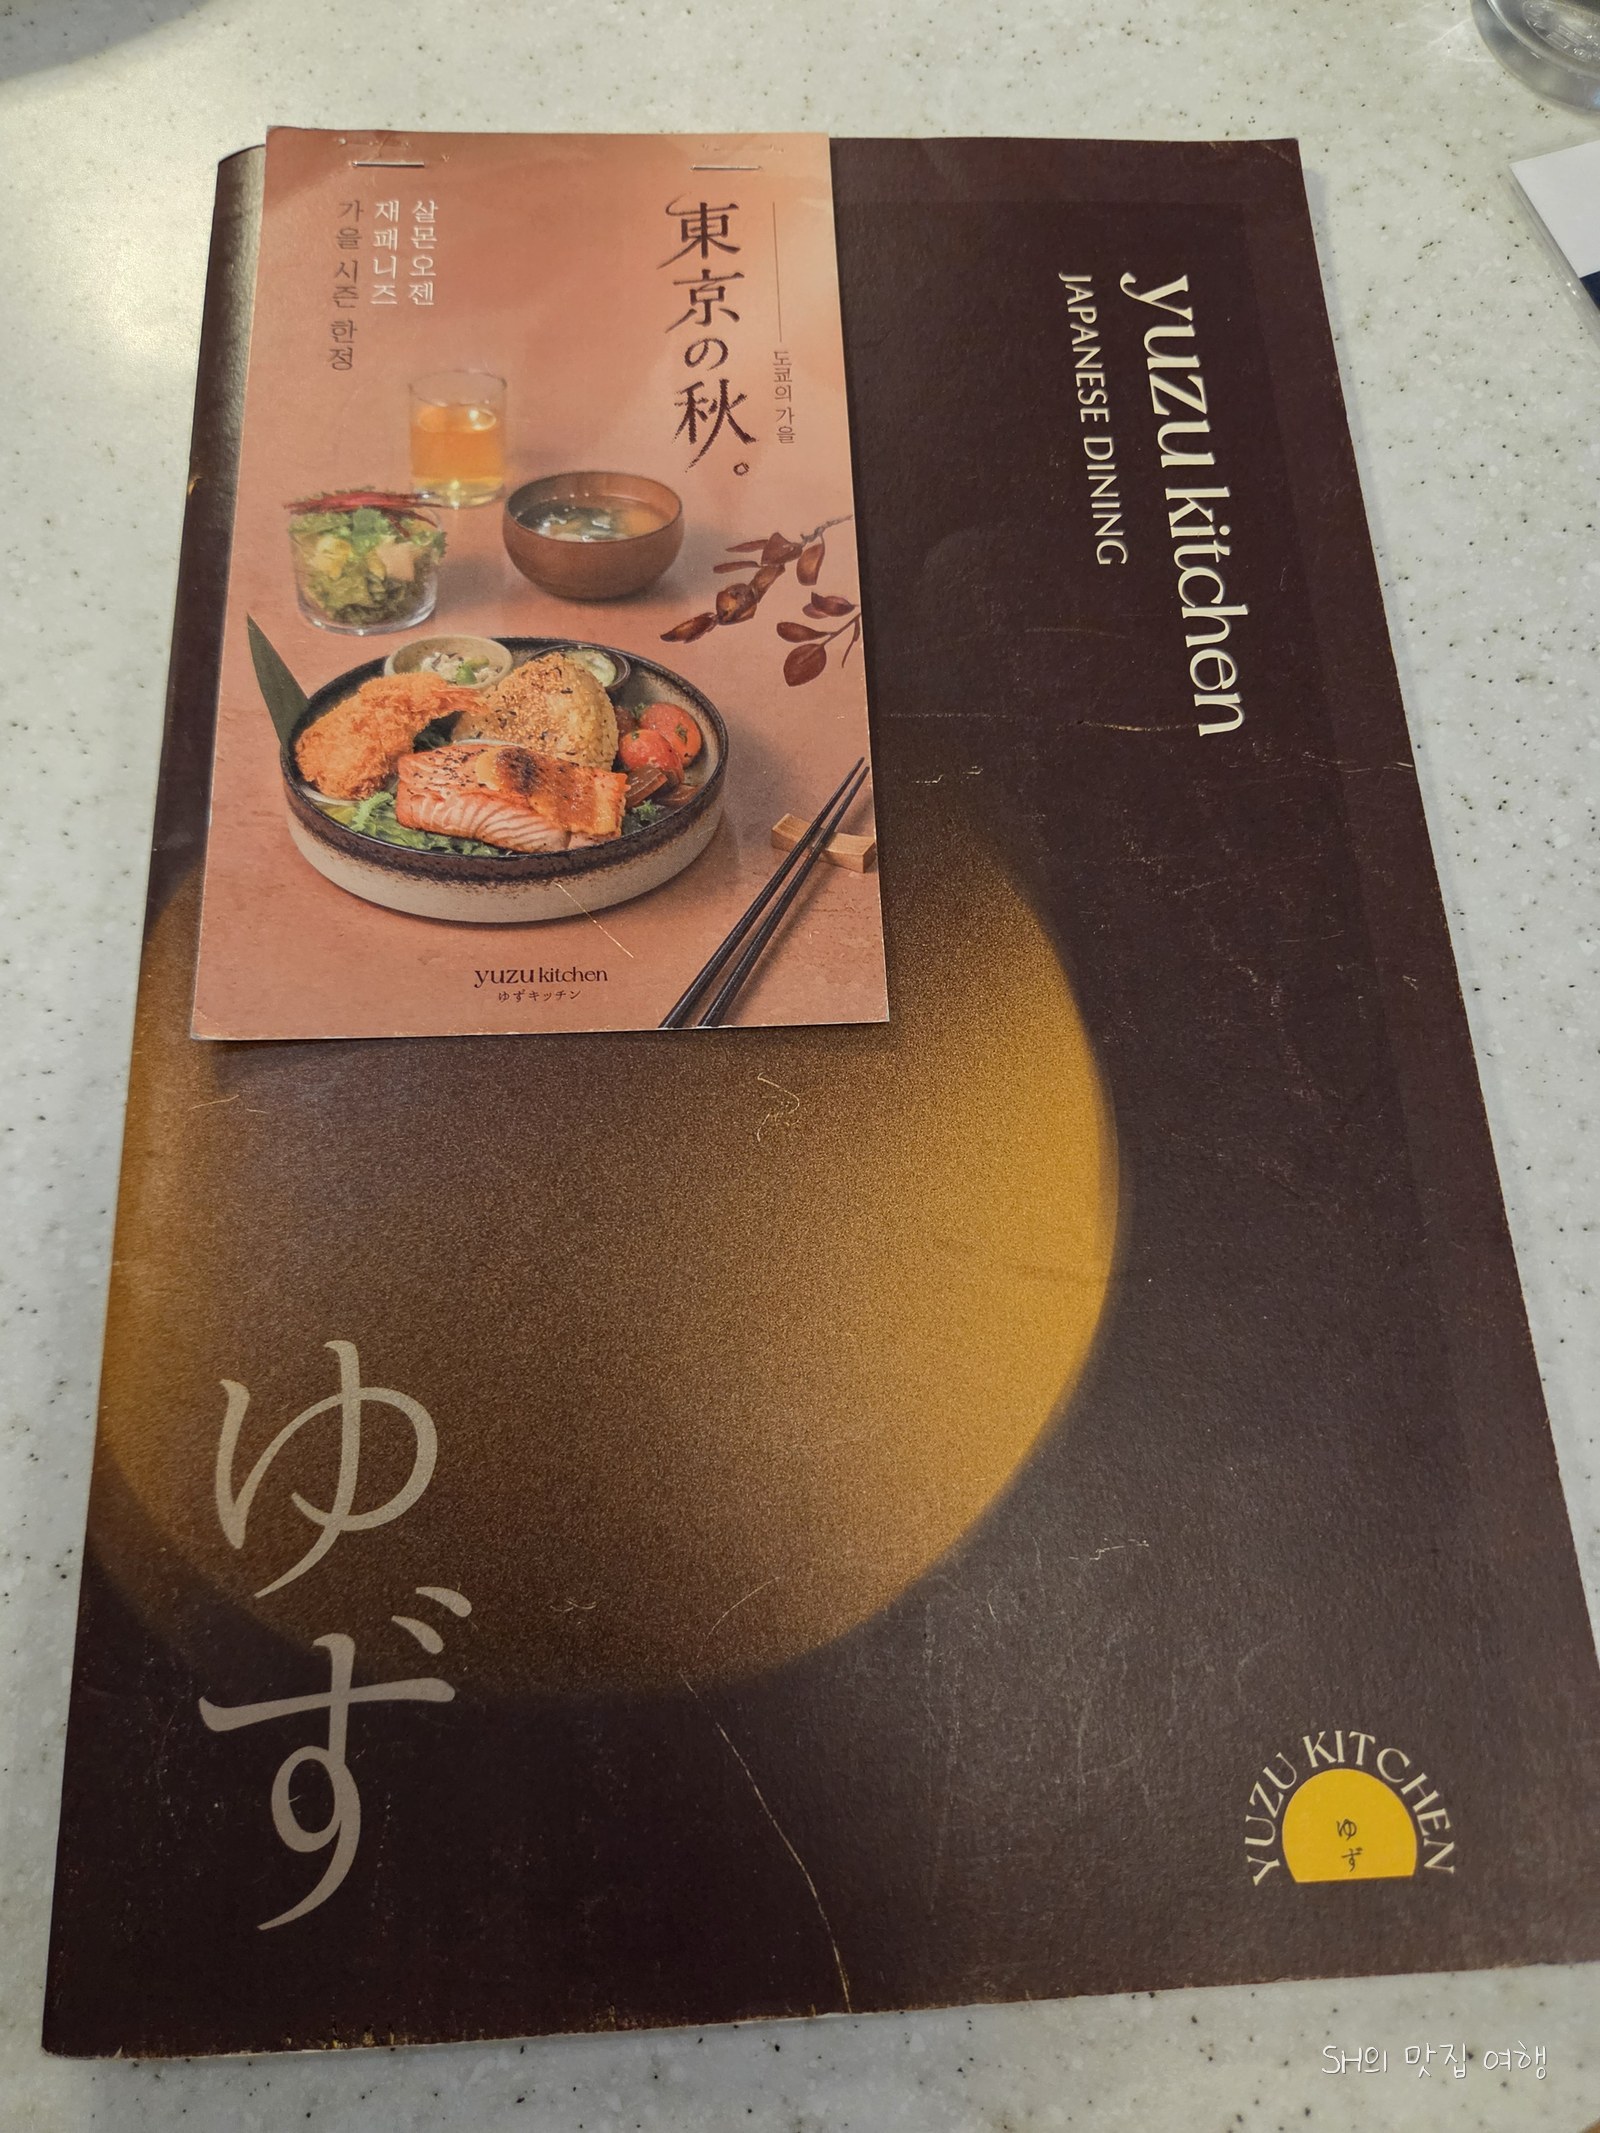 東京の秋。
도쿄의 가을
살몬오젠
재패니즈
가을 시즌 한정
yuzu kitchen
ゆずキッチン
yuzu kitchen
JAPANESE DINING
ゆず
YUZU KITCHEN
ゆず
SH의 맛집 여행